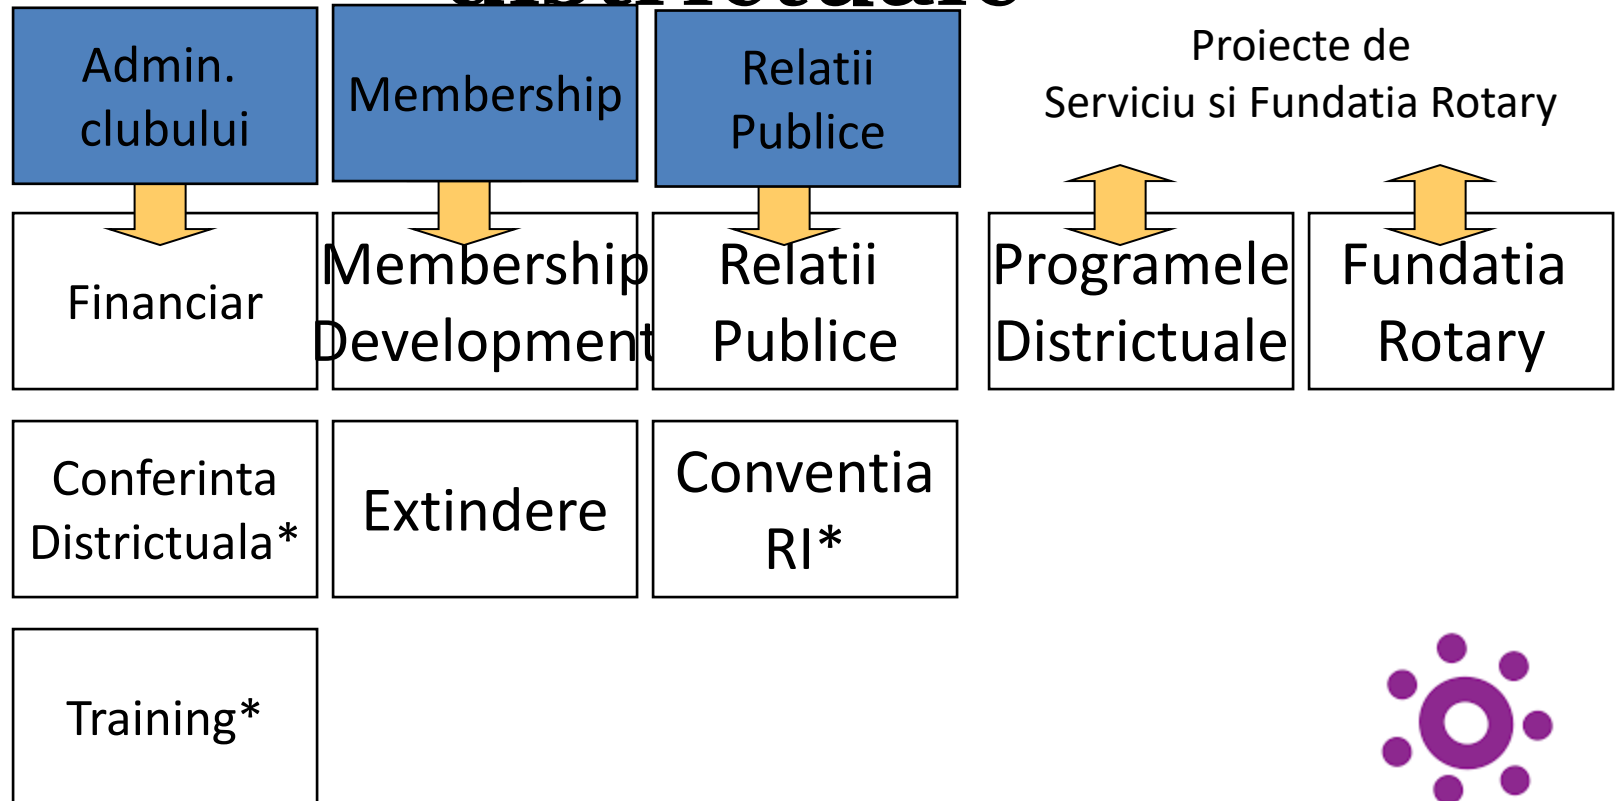 Admin.
clubului
Membership
Relatii
Publice
Proiecte de
Serviciu si Fundatia Rotary
Financiar
Membership
Development
Relatii
Publice
Programele
Districtuale
Fundatia
Rotary
Conferinta
Districtuala*
Extindere
Conventia
RI*
Training*